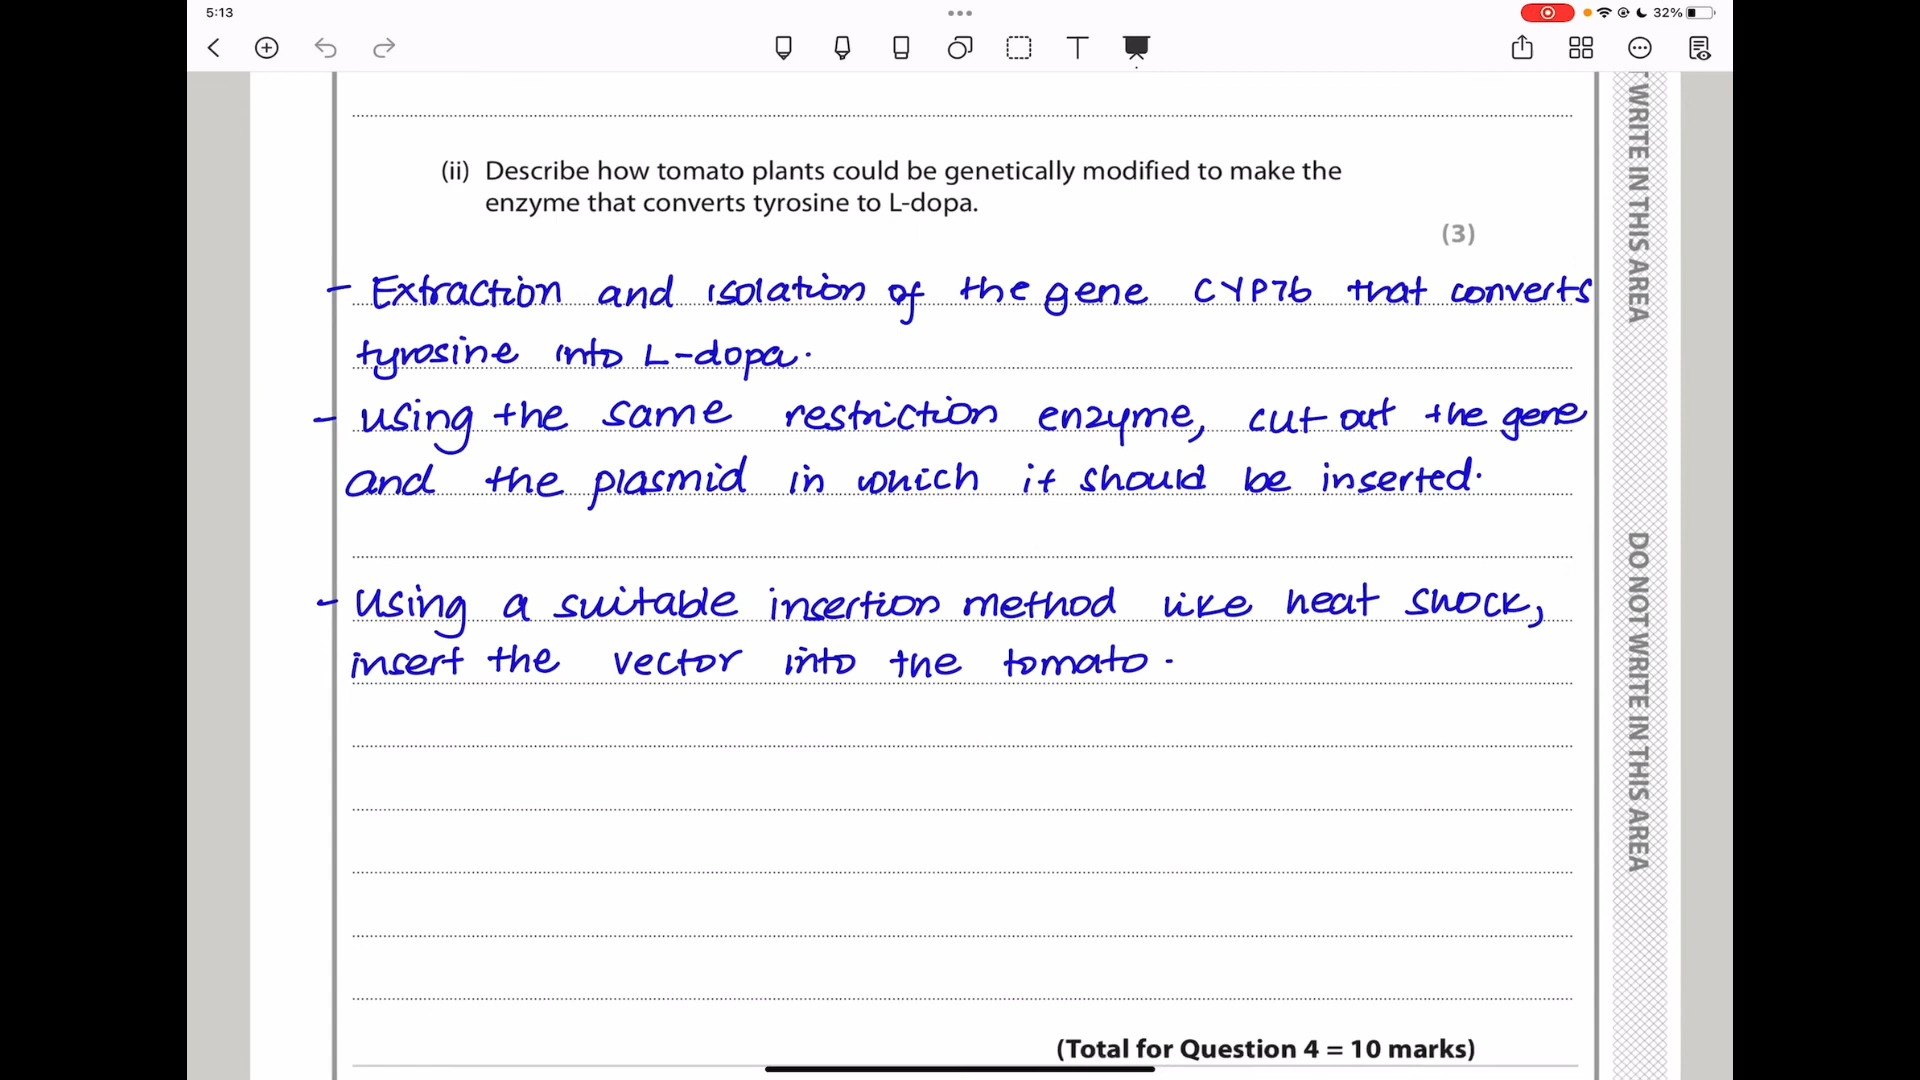 5:13
32%
(ii) Describe how tomato plants could be genetically modified to make the
enzyme that converts tyrosine to L-dopa.
(3)
- Extraction and isolation of the gene CYP76 that converts
tyrosine into L-dopa.
- using the same restriction enzyme, cut out the gene
and the plasmid in which it should be inserted.
- Using a suitable insertion method like heat shock,
insert the vector into the tomato.
(Total for Question 4 = 10 marks)
WRITE IN THIS AREA
DO NOT WRITE IN THIS AREA